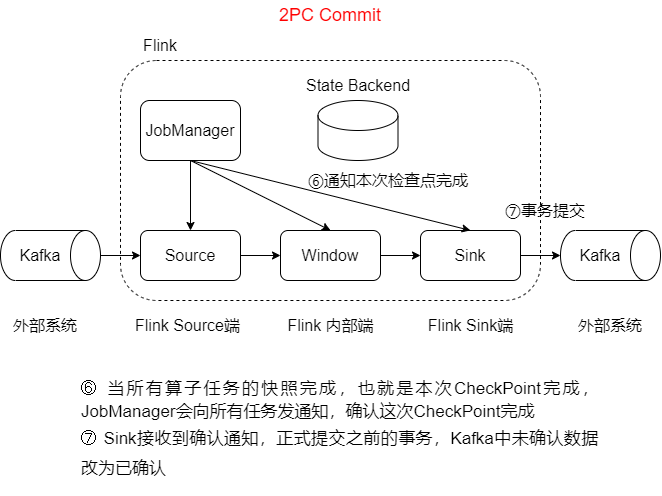 2PC Commit
Flink
State Backend
JobManager
⑥通知本次检查点完成
⑦事务提交
Kafka
Source
Window
Sink
Kafka
外部系统
Flink Source端
Flink 内部端
Flink Sink端
外部系统
⑥ 当所有算子任务的快照完成，也就是本次CheckPoint完成，
JobManager会向所有任务发通知，确认这次CheckPoint完成
⑦ Sink接收到确认通知，正式提交之前的事务，Kafka中未确认数据
改为已确认